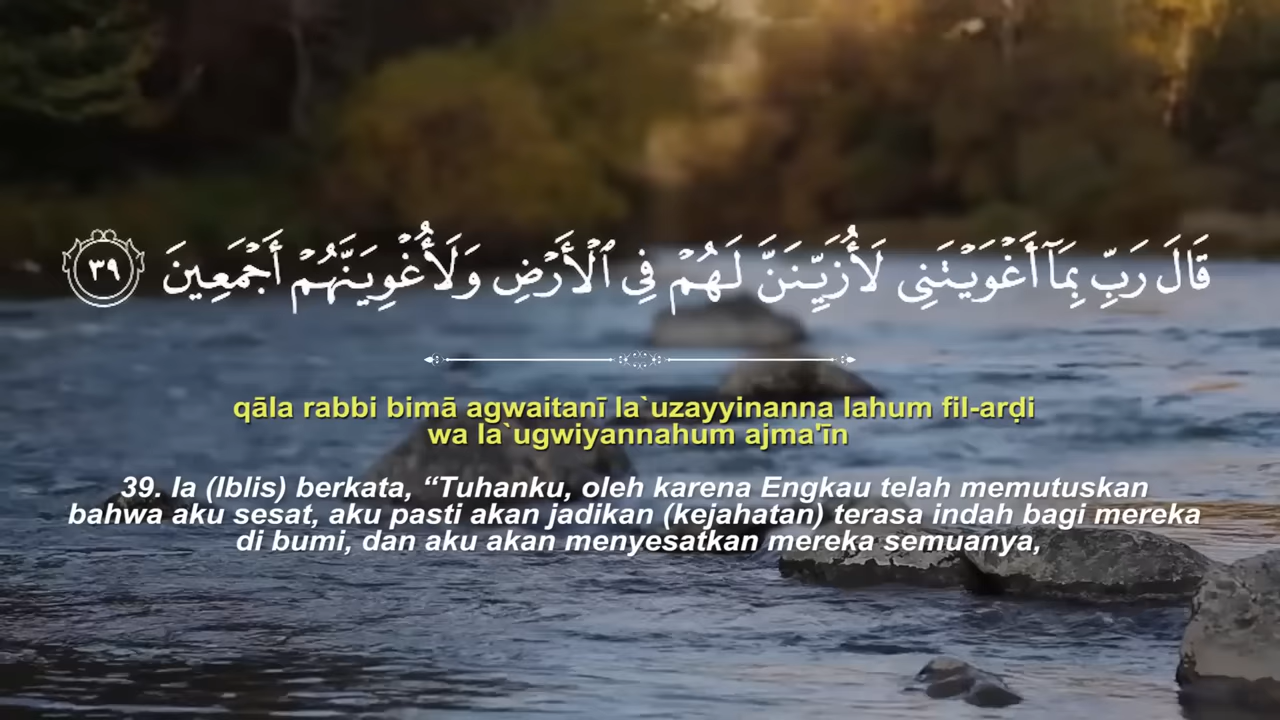 قَالَ رَبِّ بِمَآ أَغْوَيْتَنِى لَأُزَيِّنَنَّ لَهُمْ فِى ٱلْأَرْضِ وَلَأُغْوِيَنَّهُمْ أَجْمَعِينَ ٣٩
qāla rabbi bimā agwaitanī la`uzayyinanna lahum fil-arḍi
wa la`ugwiyannahum ajma'īn
39. Ia (Iblis) berkata, “Tuhanku, oleh karena Engkau telah memutuskan
bahwa aku sesat, aku pasti akan jadikan (kejahatan) terasa indah bagi mereka
di bumi, dan aku akan menyesatkan mereka semuanya,